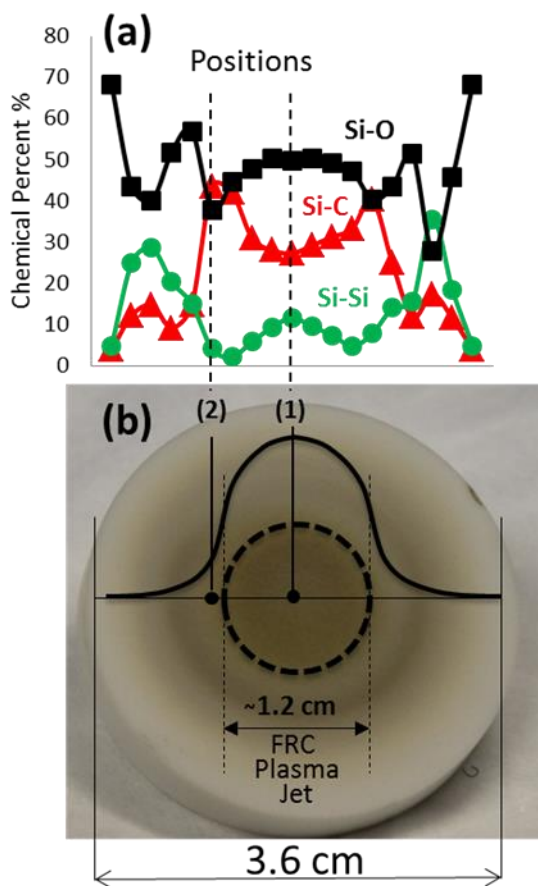 (a)
Positions
Chemical Percent %
80
70
60
50
40
30
20
10
0
Si-O
Si-C
Si-Si
(b)
(2)
(1)
~1.2 cm
FRC
Plasma
Jet
3.6 cm